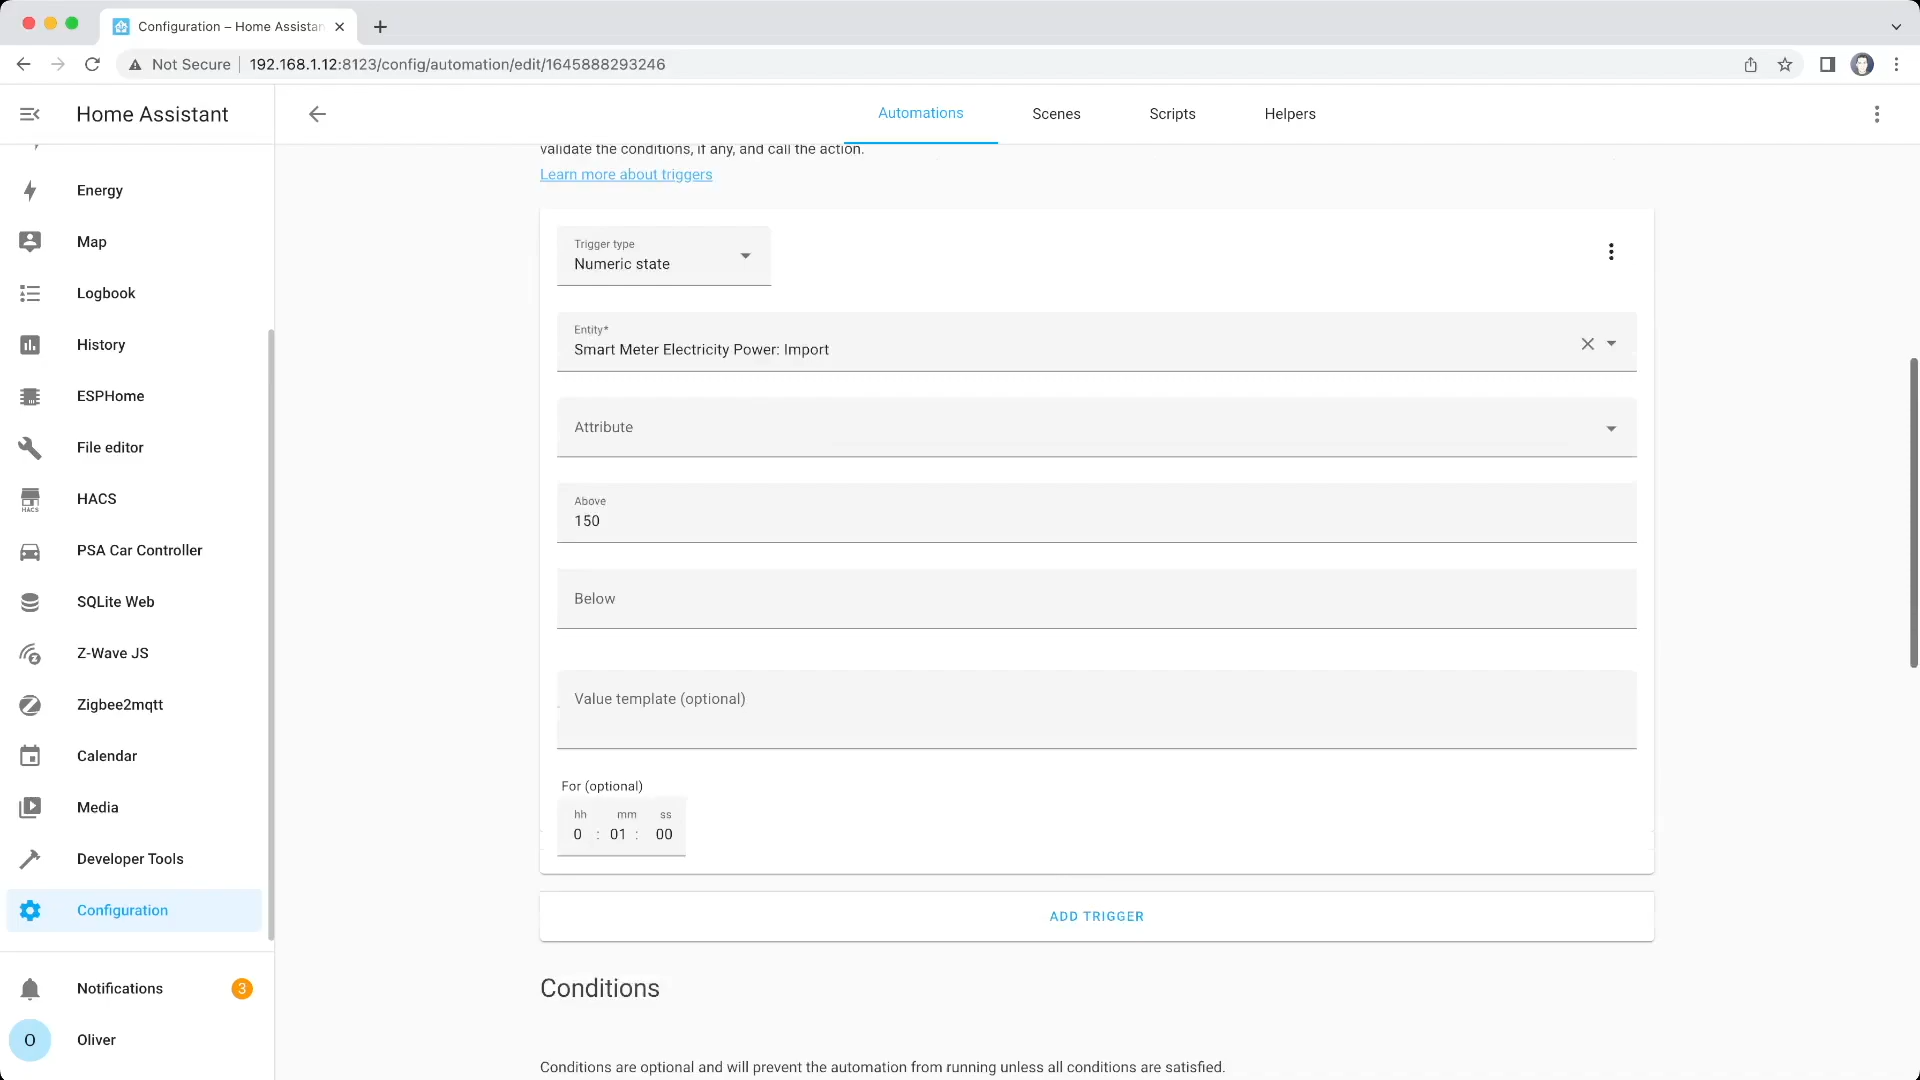 Configuration – Home Assistan
Not Secure
192.168.1.12:8123/config/automation/edit/1645888293246
Home Assistant
Automations
Scenes
Scripts
Helpers
Energy
Map
Logbook
History
ESPHome
File editor
HACS
HACS
PSA Car Controller
SQLite Web
Z-Wave JS
Zigbee2mqtt
Calendar
Media
Developer Tools
Configuration
Notifications
3
O
Oliver
validate the conditions, if any, and call the action.
Learn more about triggers
Trigger type
Numeric state
Entity*
Smart Meter Electricity Power: Import
Attribute
Above
150
Below
Value template (optional)
For (optional)
hh mm ss
0 : 01 : 00
ADD TRIGGER
Conditions
Conditions are optional and will prevent the automation from running unless all conditions are satisfied.